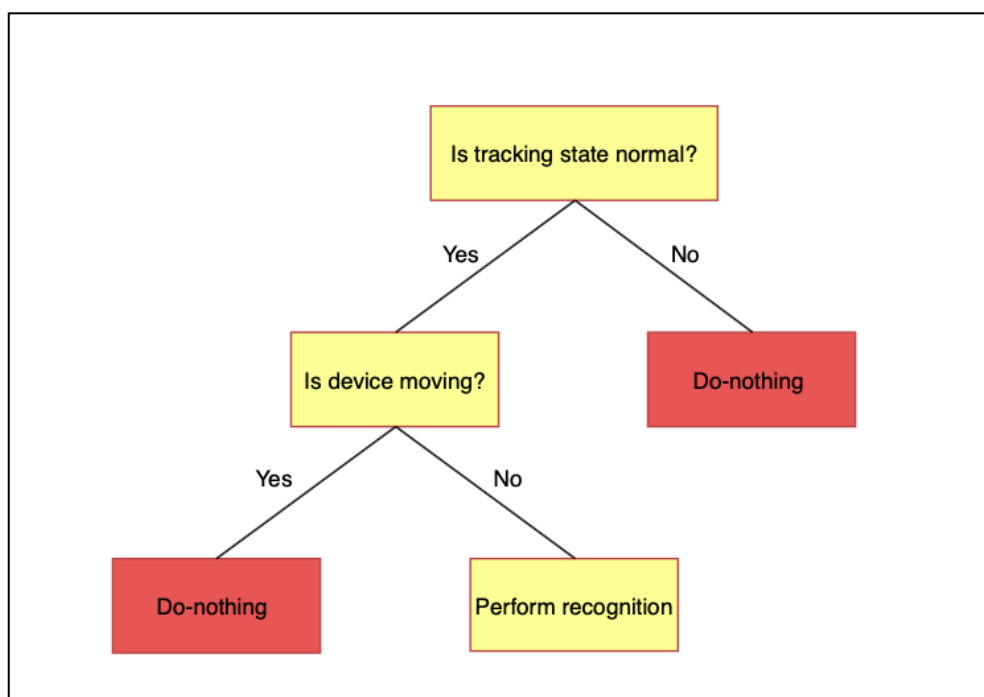 Is tracking state normal?
Yes
No
Is device moving?
Do-nothing
Yes
No
Do-nothing
Perform recognition